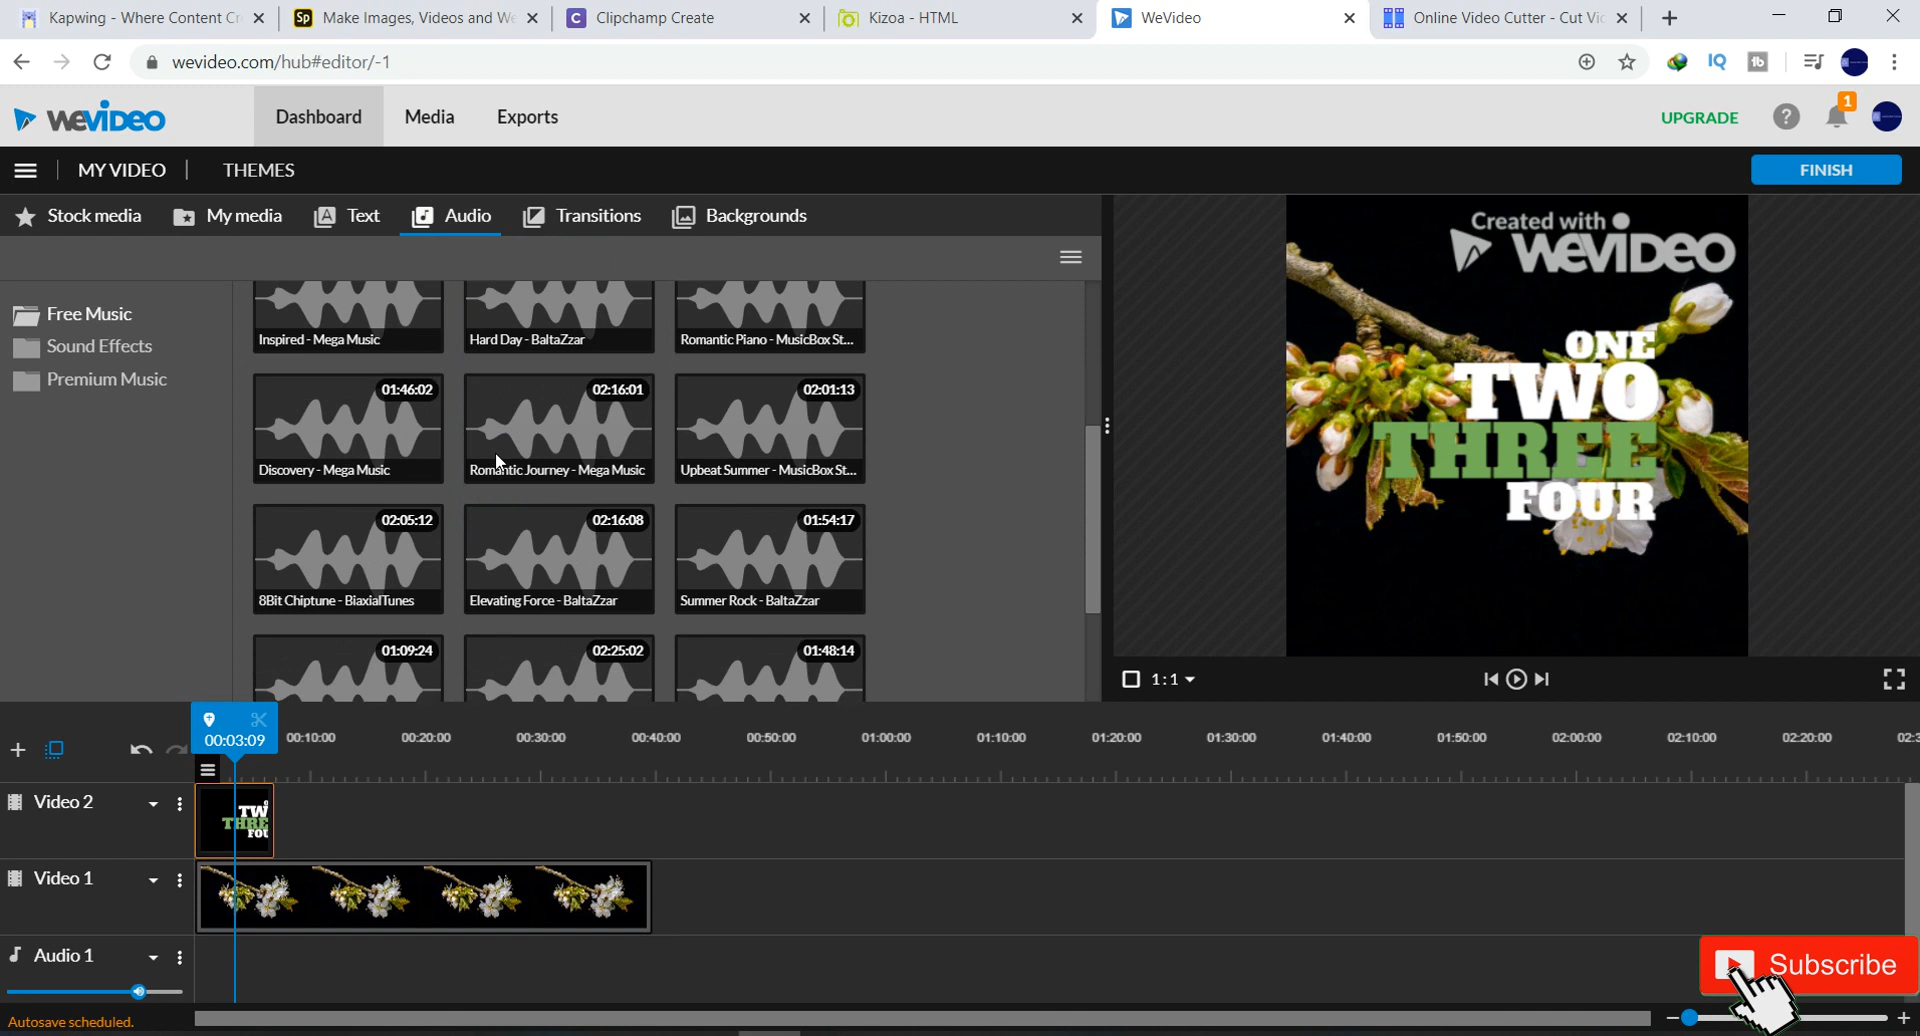 Kapwing - Where Content Cr
Make Images, Videos and We
Clipchamp Create
Kizoa - HTML
WeVideo
Online Video Cutter - Cut Vi
wevideo.com/hub#editor/-1
WEVIDEO
Dashboard
Media
Exports
UPGRADE
1
MY VIDEO
THEMES
FINISH
Stock media
My media
Text
Audio
Transitions
Backgrounds
Free Music
Sound Effects
Premium Music
Inspired - Mega Music
Hard Day - BaltaZzar
Romantic Piano - MusicBox St...
01:46:02
02:16:01
02:01:13
Discovery - Mega Music
Romantic Journey - Mega Music
Upbeat Summer - MusicBox St...
02:05:12
02:16:08
01:54:17
8Bit Chiptune - BiaxialTunes
Elevating Force - BaltaZzar
Summer Rock - BaltaZzar
01:09:24
02:25:02
01:48:14
Created with
WEVIDEO
ONE
TWO
THREE
FOUR
1:1
00:03:09
00:10:00
00:20:00
00:30:00
00:40:00
00:50:00
01:00:00
01:10:00
01:20:00
01:30:00
01:40:00
01:50:00
02:00:00
02:10:00
02:20:00
02:3
Video 2
TW
THRE
FOU
Video 1
Audio 1
Autosave scheduled.
Subscribe